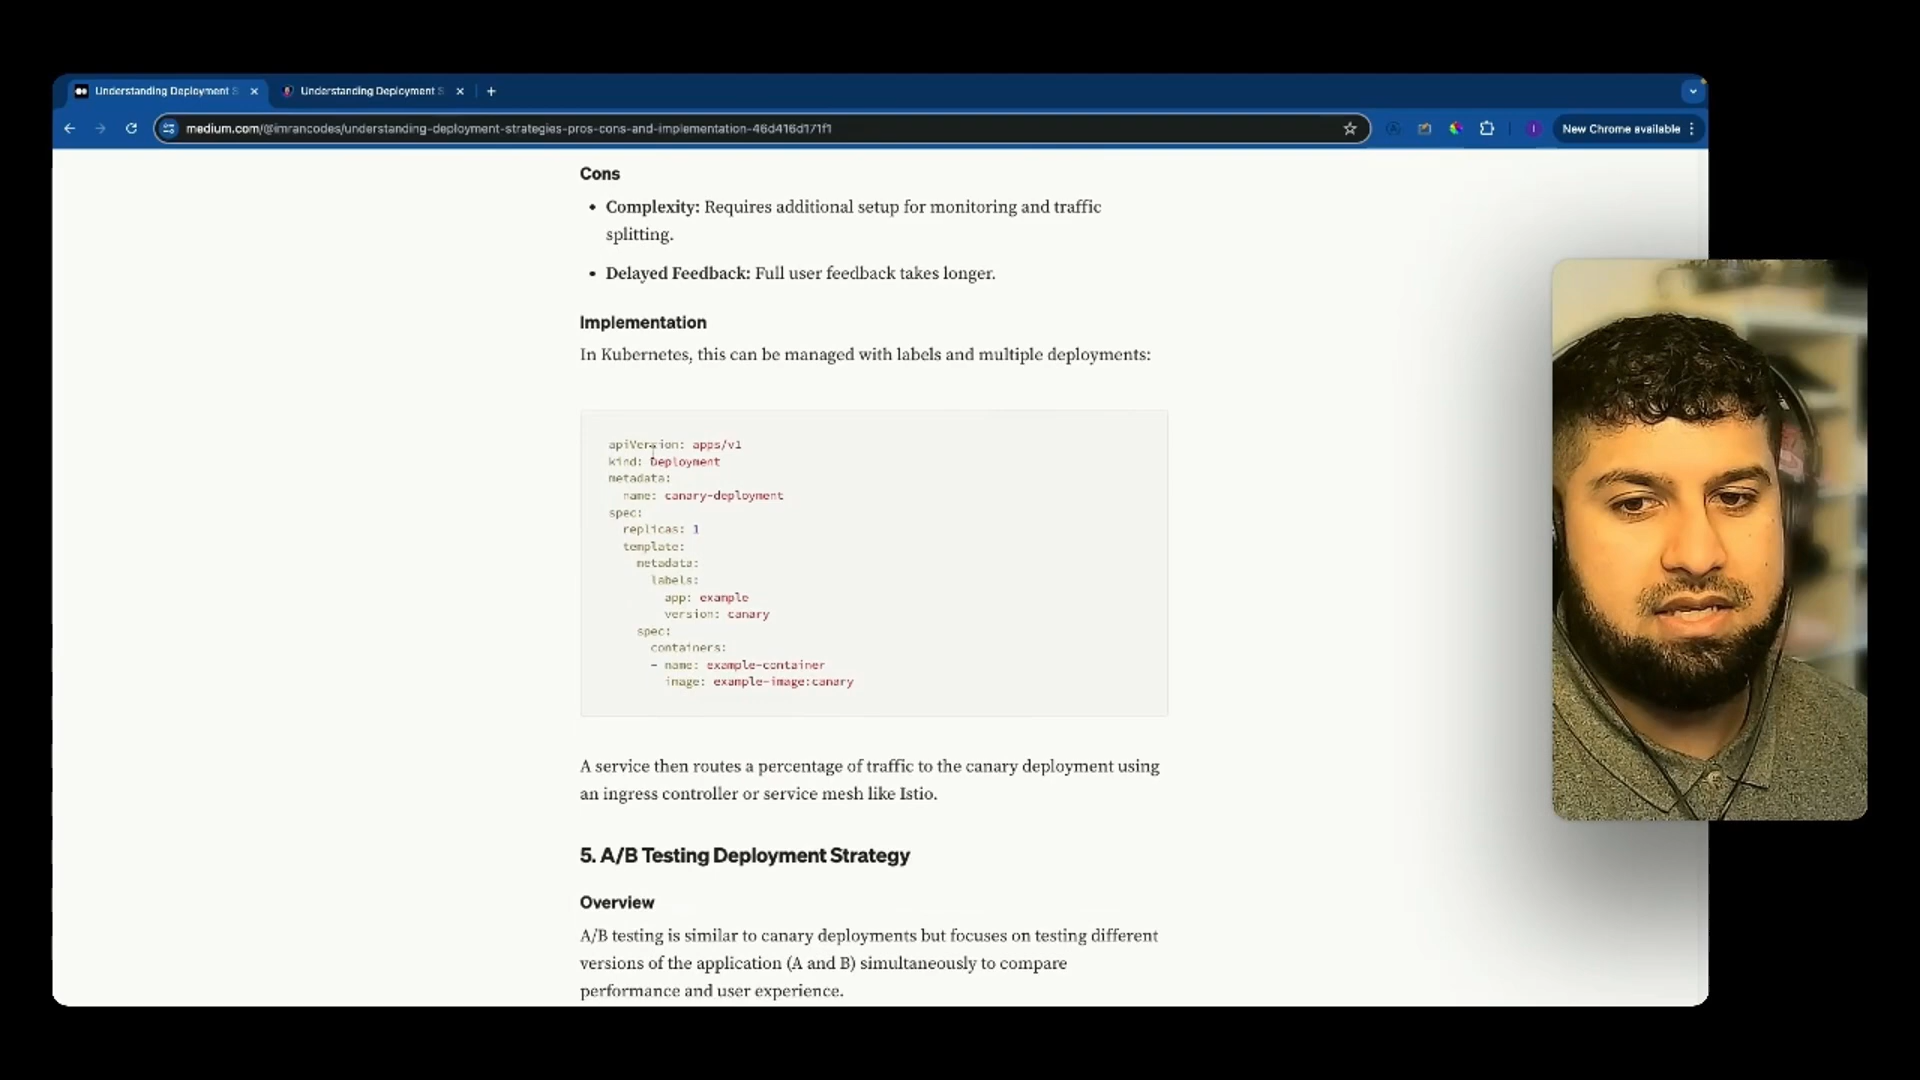 Understanding Deployment S
Understanding Deployment S
medium.com/@imrancodes/understanding-deployment-strategies-pros-cons-and-implementation-46d416d171f1
New Chrome available
Cons
• Complexity: Requires additional setup for monitoring and traffic
splitting.
• Delayed Feedback: Full user feedback takes longer.
Implementation
In Kubernetes, this can be managed with labels and multiple deployments:
apiVersion: apps/v1
kind: Deployment
metadata:
  name: canary-deployment
spec:
  replicas: 1
  template:
    metadata:
      labels:
        app: example
        version: canary
    spec:
      containers:
      - name: example-container
        image: example-image:canary
A service then routes a percentage of traffic to the canary deployment using
an ingress controller or service mesh like Istio.
5. A/B Testing Deployment Strategy
Overview
A/B testing is similar to canary deployments but focuses on testing different
versions of the application (A and B) simultaneously to compare
performance and user experience.